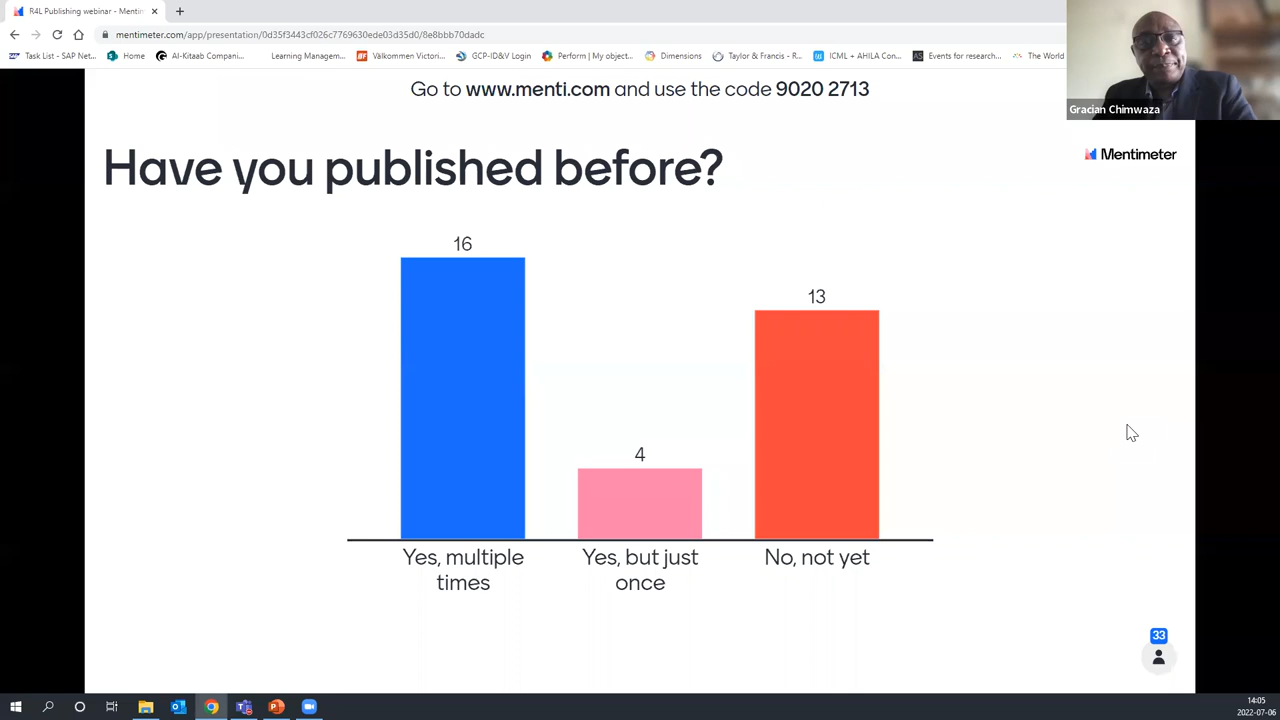 R4L Publishing webinar - Mentim
mentimeter.com/app/presentation/0d35f3443cf026c7769630ede03d35d0/8e8bbb70dadc
Task List - SAP Net...
Home
Al-Kitaab Compani...
Learning Managem...
Välkommen Victori...
GCP-ID&V Login
Perform | My object...
Dimensions
Taylor & Francis - R...
ICML + AHILA Con...
Events for research...
The World
Gracian Chimwaza
Go to www.menti.com and use the code 9020 2713
Have you published before?
Mentimeter
16
4
13
Yes, multiple
times
Yes, but just
once
No, not yet
33
14:05
2022-07-06